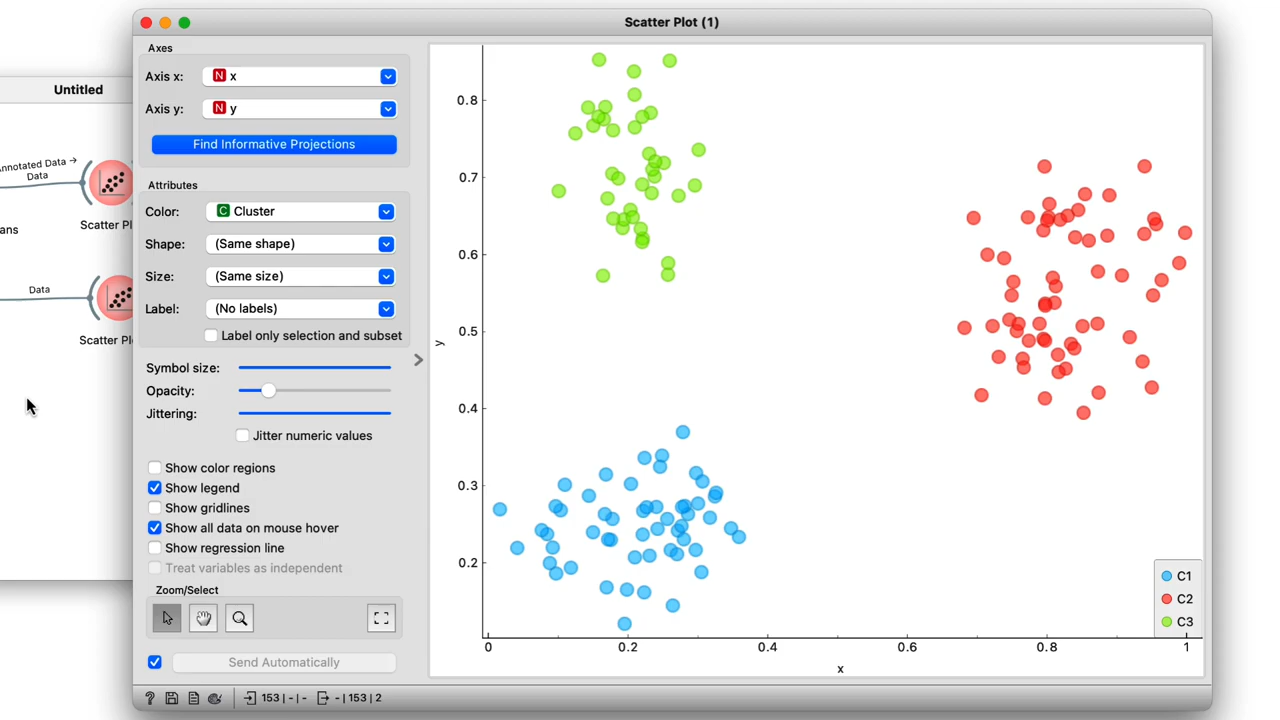 Scatter Plot (1)
Untitled
Annotated Data →
Data
Scatter Pl
ans
Data
Scatter Pl
Axes
Axis x: N x
Axis y: N y
Find Informative Projections
Attributes
Color: C Cluster
Shape: (Same shape)
Size: (Same size)
Label: (No labels)
Label only selection and subset
Symbol size:
Opacity:
Jittering:
Jitter numeric values
Show color regions
Show legend
Show gridlines
Show all data on mouse hover
Show regression line
Treat variables as independent
Zoom/Select
Send Automatically
? 153 | - | - - | 153 | 2
0.8
0.7
0.6
0.5
0.4
0.3
0.2
y
0 0.2 0.4 0.6 0.8 1
x
C1
C2
C3